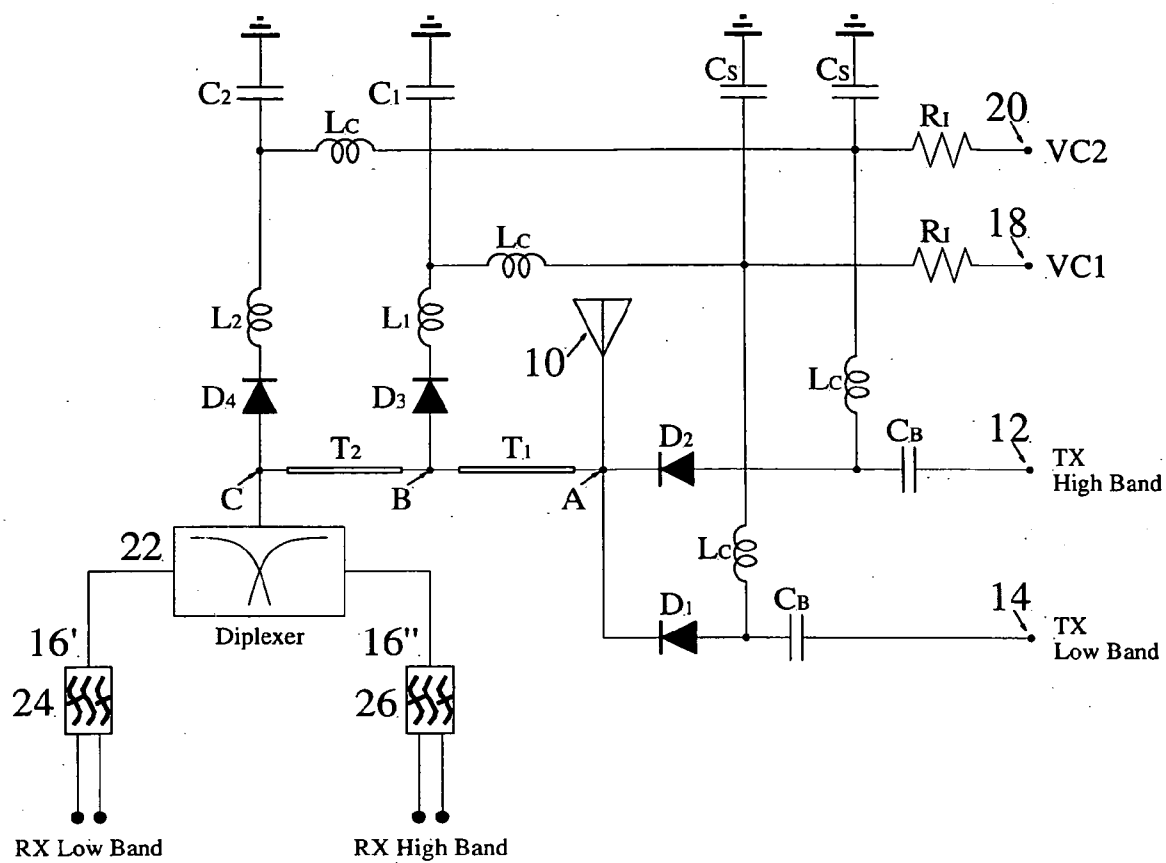 C2
C1
CS
CS
LC
RI
20
VC2
LC
RI
18
VC1
L2
L1
10
LC
D4
D3
D2
CB
12
T2
T1
TX
High Band
C
B
A
22
LC
D1
CB
14
TX
Low Band
Diplexer
16'
16"
24
26
RX Low Band
RX High Band